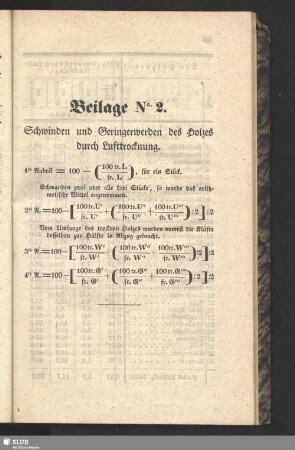 Beilage No. 2.
Schwinden und Geringerwerden des Holzes
durch Lufttrocknung.
1te Rubrik = 100 − (100 tr. L / fr. L), für ein Stück.
Schwanden zwei oder alle drei Stücke, so wurde das arith-
metische Mittel angenommen.
2te R. = 100 − [100 tr. U' / fr. U' + (100 tr. U'' / fr. U'' + 100 tr. U''' / fr. U''') : 2] : 2
Vom Umfange des trocknen Holzes wurden vorerst die Klüfte
desselben zur Hälfte in Abzug gebracht.
3te R. = 100 − [100 tr. W' / fr. W' + (100 tr. W'' / fr. W'' + 100 tr. W''' / fr. W''') : 2] : 2
4te R. = 100 − [100 tr. G' / fr. G' + (100 tr. G'' / fr. G'' + 100 tr. G''' / fr. G''') : 2] : 2
SLUB